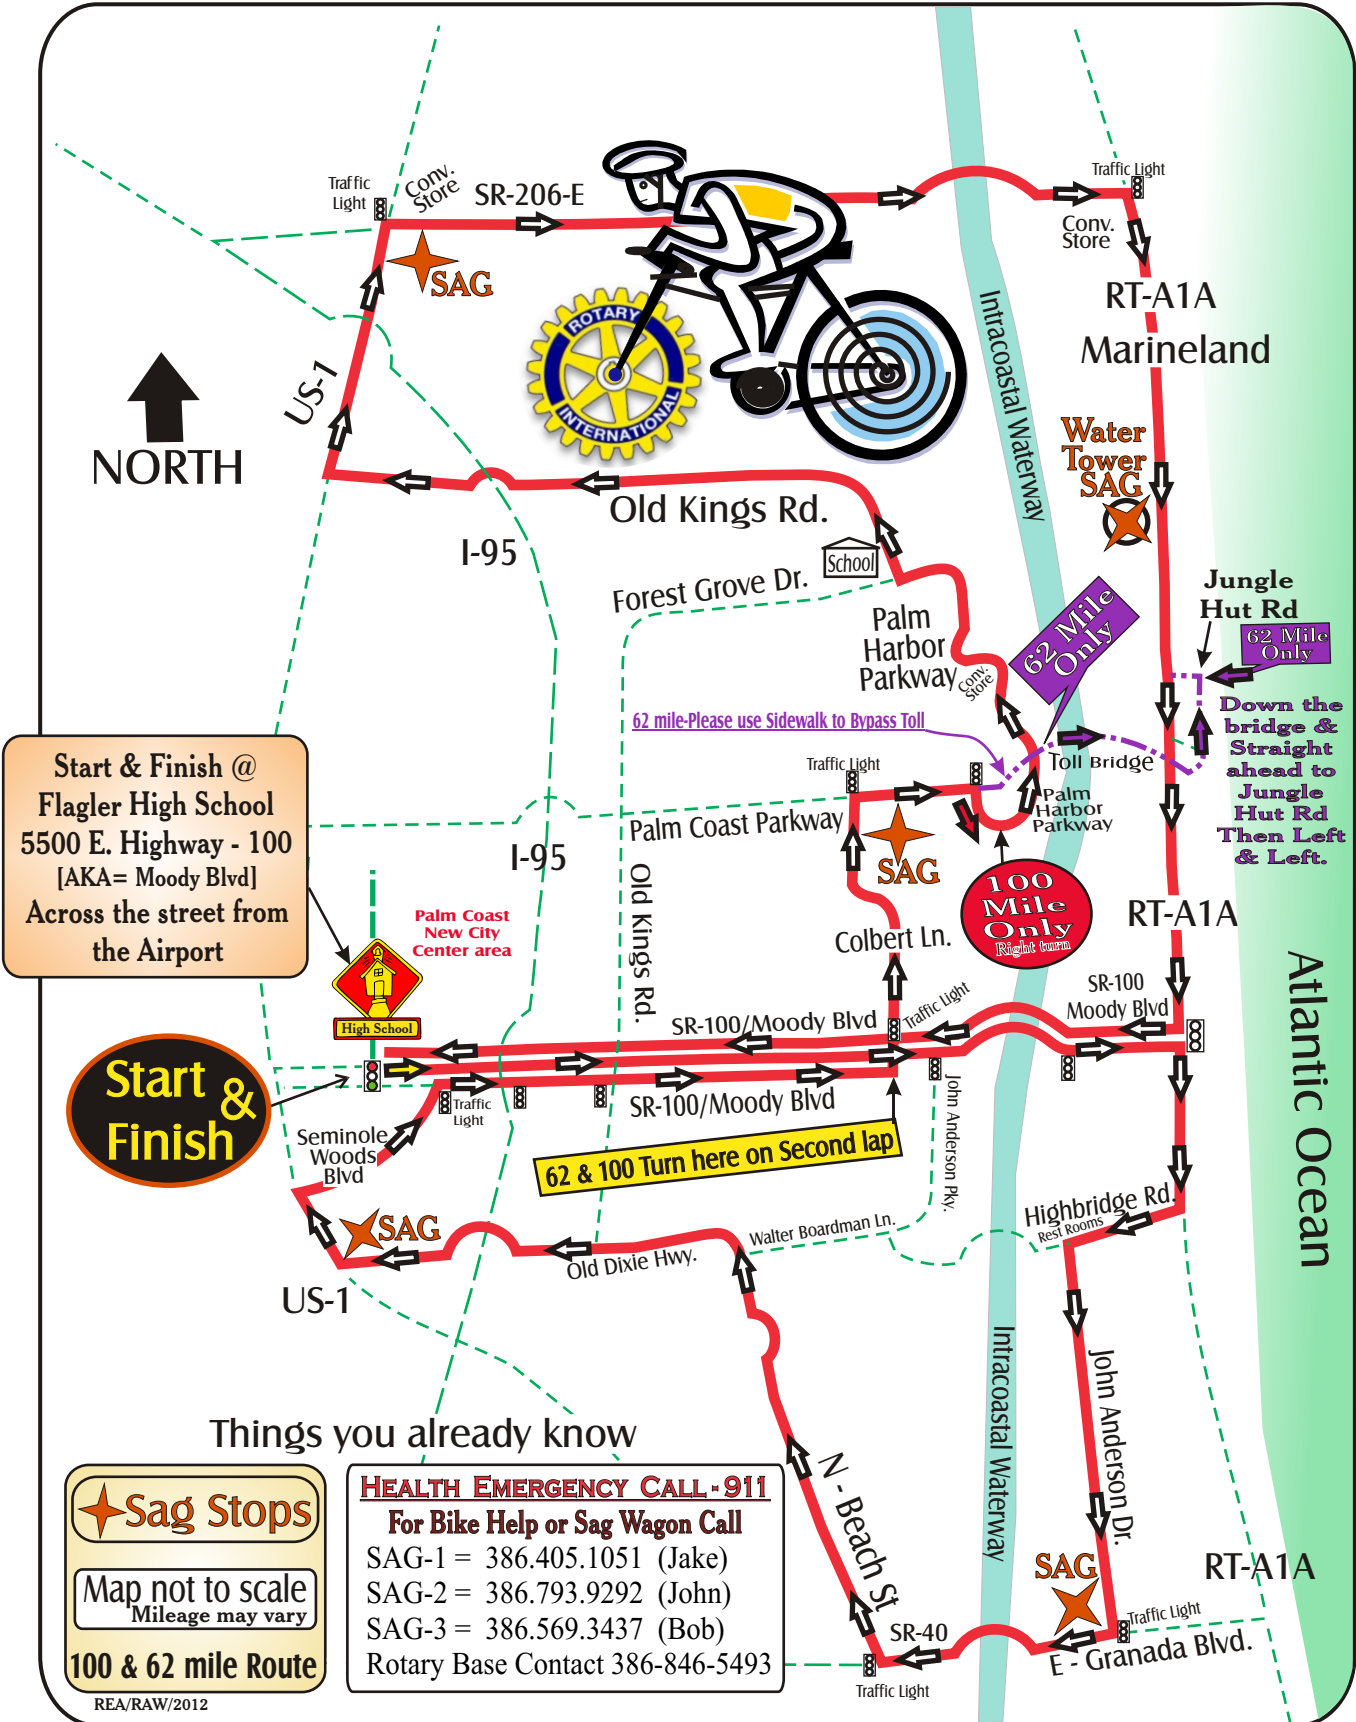 Traffic
Light
Conv.
Store
SR-206-E
Traffic Light
Conv.
Store
SAG
ROTARY
INTERNATIONAL
RT-A1A
Marineland
US-1
NORTH
Intracoastal Waterway
Water
Tower
SAG
Old Kings Rd.
I-95
School
Forest Grove Dr.
Jungle
Hut Rd
62 Mile
Only
Palm
Harbor
Parkway
Conv.
Store
62 Mile
Only
62 mile-Please use Sidewalk to Bypass Toll
Down the
bridge &
Straight
ahead to
Jungle
Hut Rd
Then Left
& Left.
Toll Bridge
Traffic Light
Palm
Harbor
Parkway
Palm Coast Parkway
SAG
Start & Finish @
Flagler High School
5500 E. Highway - 100
[AKA= Moody Blvd]
Across the street from
the Airport
I-95
Old Kings Rd.
100
Mile
Only
Right turn
RT-A1A
Palm Coast
New City
Center area
Colbert Ln.
Atlantic Ocean
High School
SR-100/Moody Blvd
Traffic Light
SR-100
Moody Blvd
Start &
Finish
Traffic
Light
SR-100/Moody Blvd
John Anderson Pky.
Seminole
Woods
Blvd
62 & 100 Turn here on Second lap
SAG
Old Dixie Hwy.
Walter Boardman Ln.
Highbridge Rd.
Rest Rooms
US-1
Intracoastal Waterway
John Anderson Dr.
N - Beach St
SAG
RT-A1A
Traffic Light
E - Granada Blvd.
SR-40
Traffic Light
Things you already know
Sag Stops
Map not to scale
Mileage may vary
100 & 62 mile Route
REA/RAW/2012
HEALTH EMERGENCY CALL - 911
For Bike Help or Sag Wagon Call
SAG-1 = 386.405.1051 (Jake)
SAG-2 = 386.793.9292 (John)
SAG-3 = 386.569.3437 (Bob)
Rotary Base Contact 386-846-5493